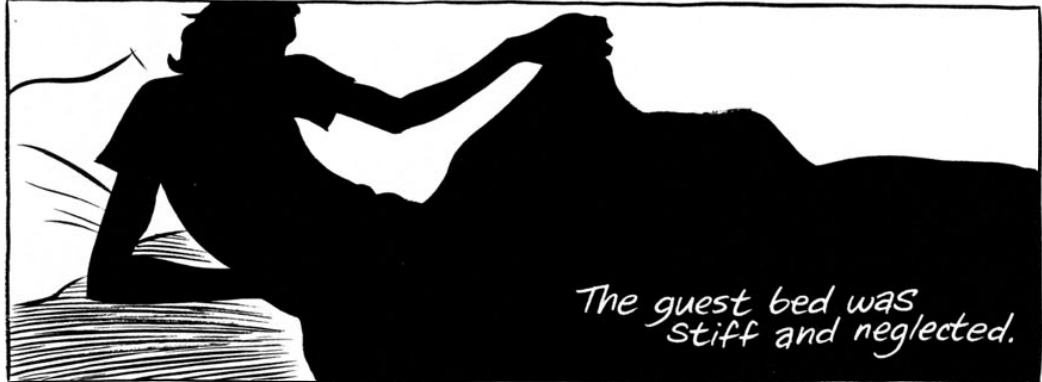 The guest bed was
stiff and neglected.